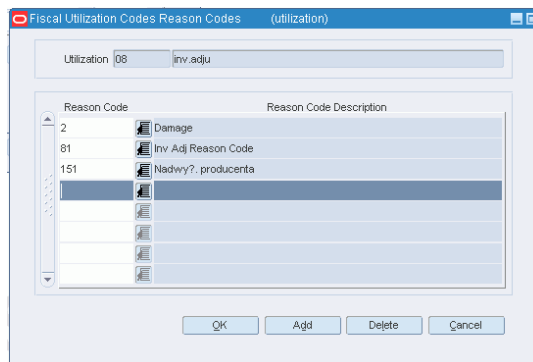 Fiscal Utilization Codes Reason Codes (utilization)
Utilization 08 inv.adju
Reason Code Reason Code Description
2 Damage
81 Inv Adj Reason Code
151 Nadwy?. producenta
OK Add Delete Cancel